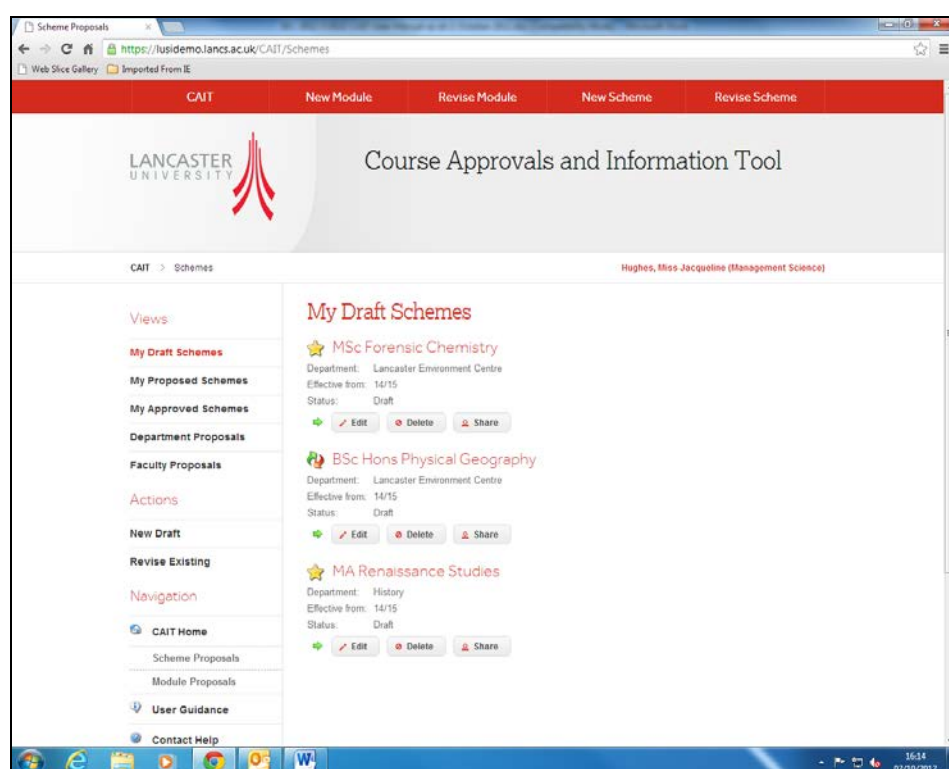 Scheme Proposals
https://lusidemo.lancs.ac.uk/CAIT/Schemes
Web Slice Gallery Imported From IE
CAIT New Module Revise Module New Scheme Revise Scheme
LANCASTER
UNIVERSITY
Course Approvals and Information Tool
CAIT > Schemes
Hughes, Miss Jacqueline (Management Science)
Views
My Draft Schemes
My Proposed Schemes
My Approved Schemes
Department Proposals
Faculty Proposals
Actions
New Draft
Revise Existing
Navigation
CAIT Home
Scheme Proposals
Module Proposals
User Guidance
Contact Help
My Draft Schemes
MSc Forensic Chemistry
Department: Lancaster Environment Centre
Effective from: 14/15
Status: Draft
Edit Delete Share
BSc Hons Physical Geography
Department: Lancaster Environment Centre
Effective from: 14/15
Status: Draft
Edit Delete Share
MA Renaissance Studies
Department: History
Effective from: 14/15
Status: Draft
Edit Delete Share
16:14